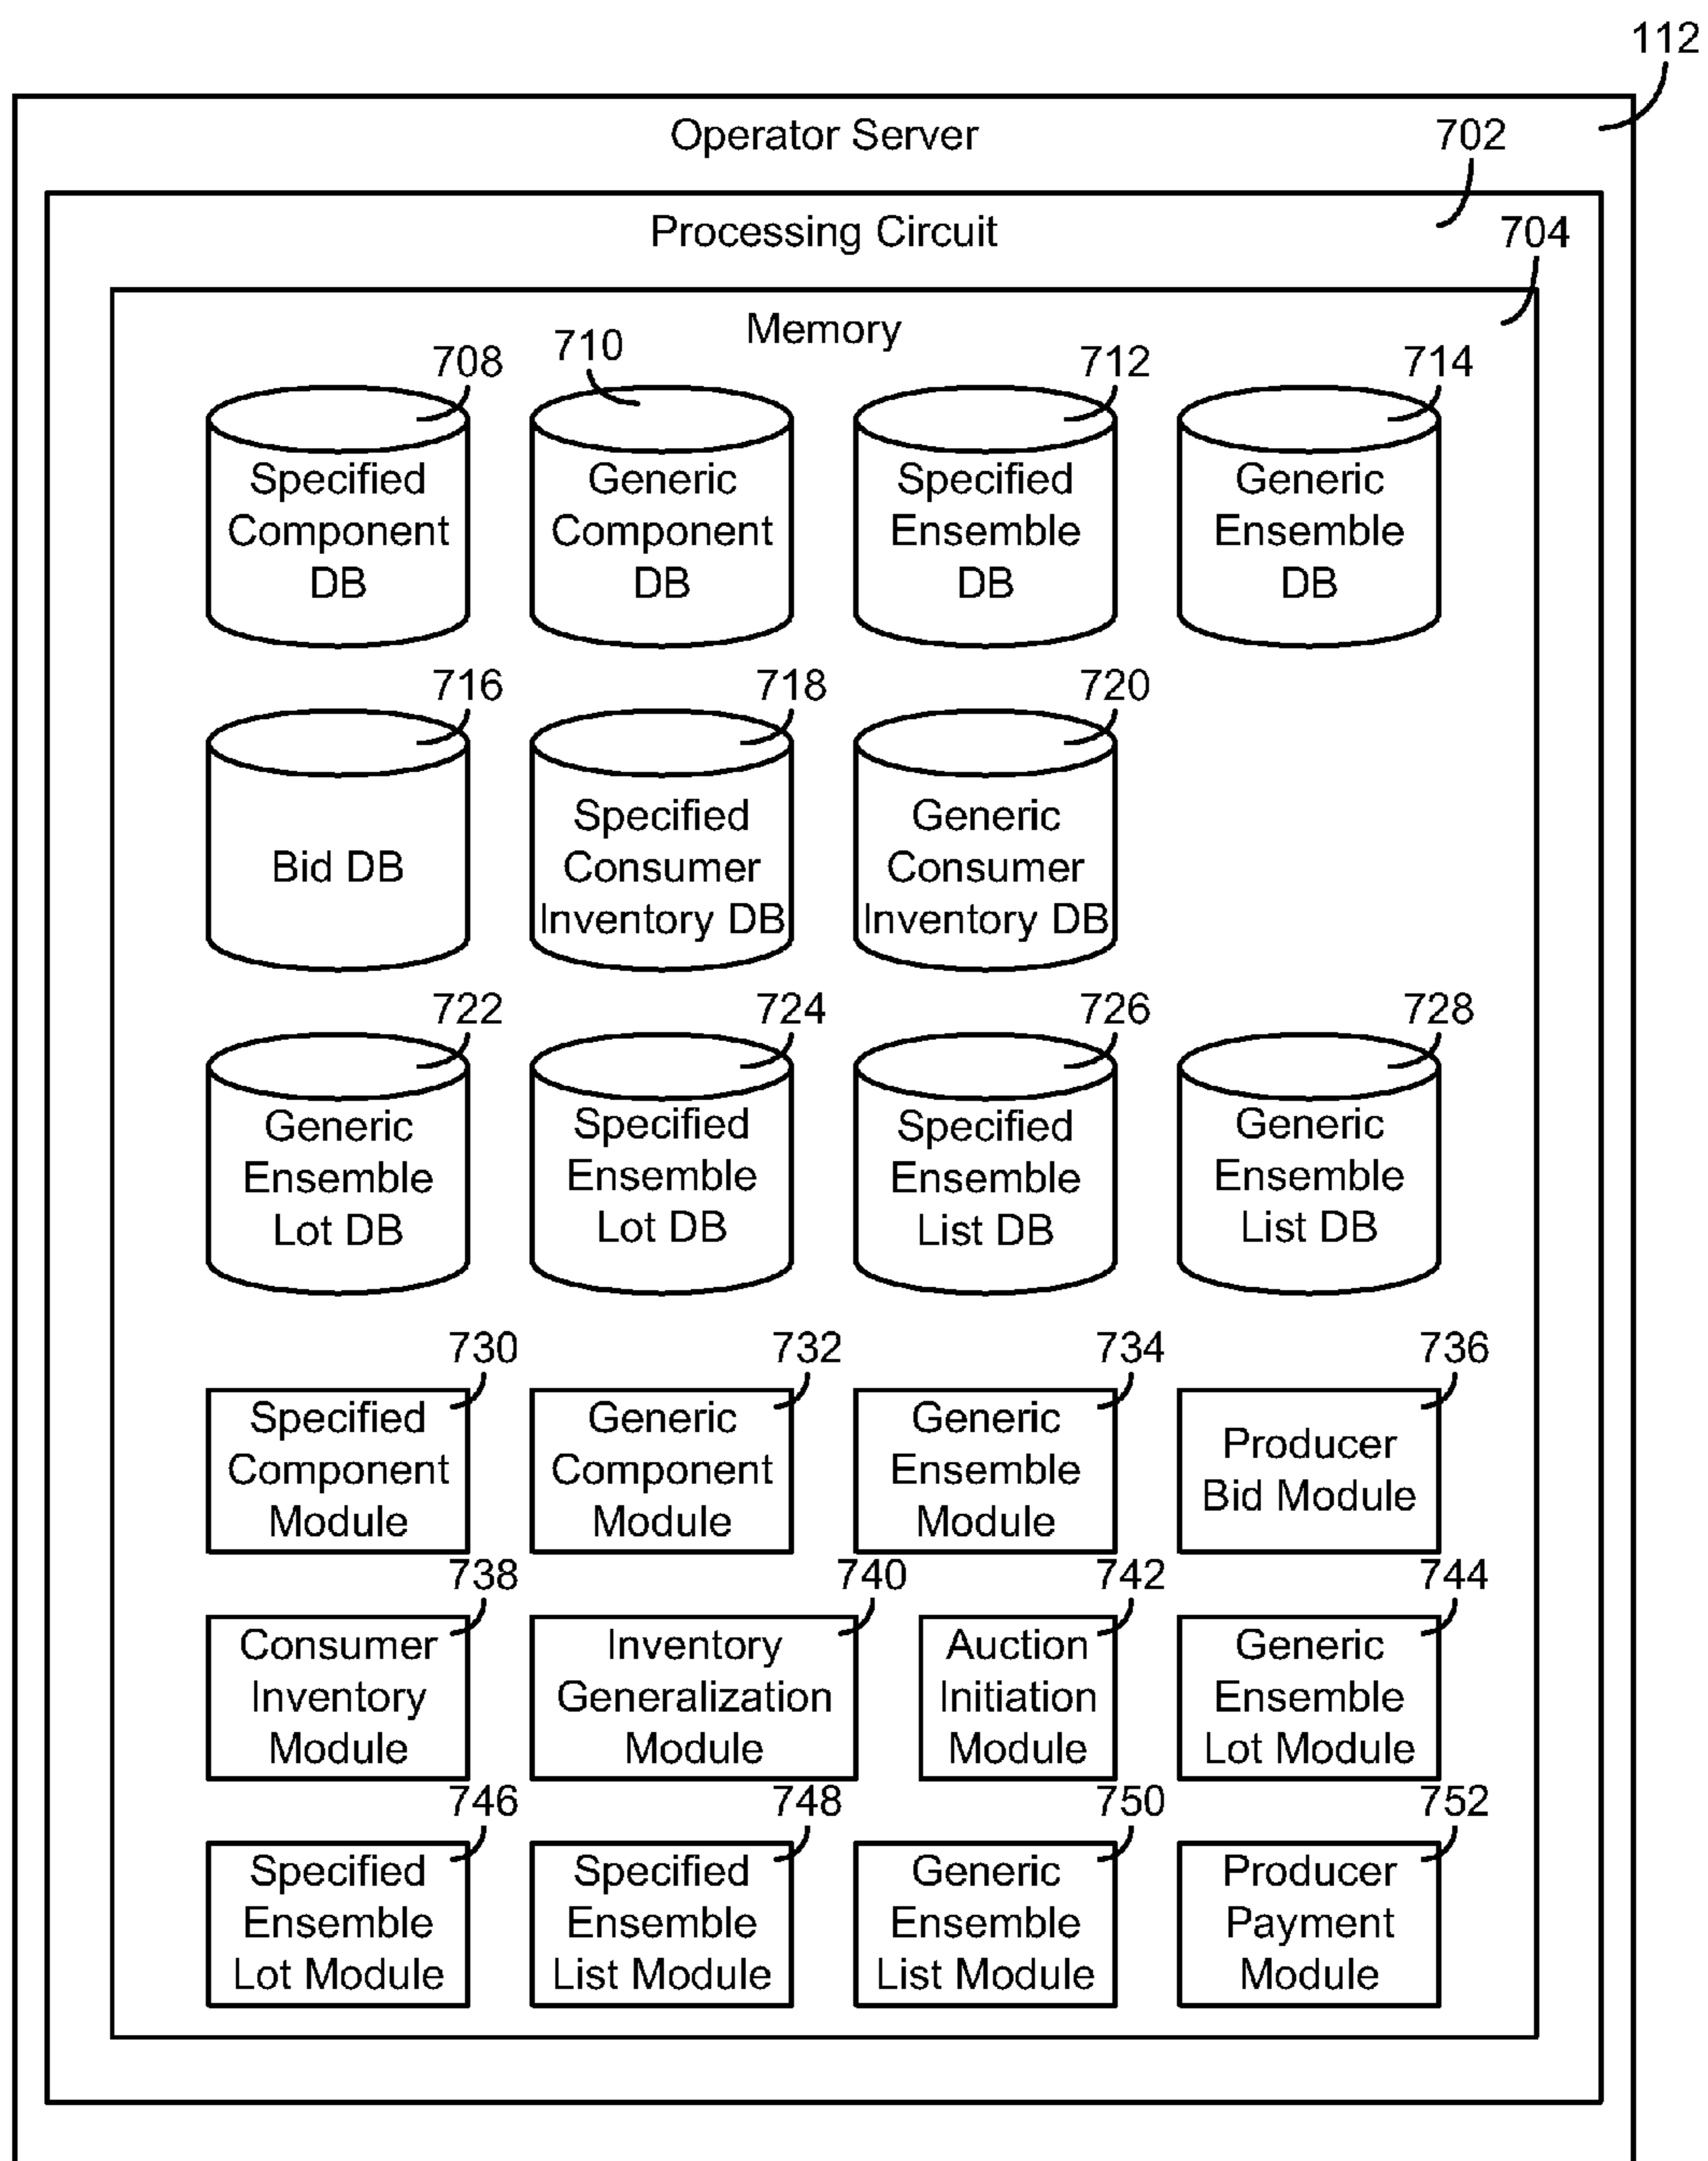 112
Operator Server
702
Processing Circuit
704
Memory
708
710
712
714
Specified
Component
DB
Generic
Component
DB
Specified
Ensemble
DB
Generic
Ensemble
DB
716
718
720
Bid DB
Specified
Consumer
Inventory DB
Generic
Consumer
Inventory DB
722
724
726
728
Generic
Ensemble
Lot DB
Specified
Ensemble
Lot DB
Specified
Ensemble
List DB
Generic
Ensemble
List DB
730
732
734
736
Specified
Component
Module
Generic
Component
Module
Generic
Ensemble
Module
Producer
Bid Module
738
740
742
744
Consumer
Inventory
Module
Inventory
Generalization
Module
Auction
Initiation
Module
Generic
Ensemble
Lot Module
746
748
750
752
Specified
Ensemble
Lot Module
Specified
Ensemble
List Module
Generic
Ensemble
List Module
Producer
Payment
Module